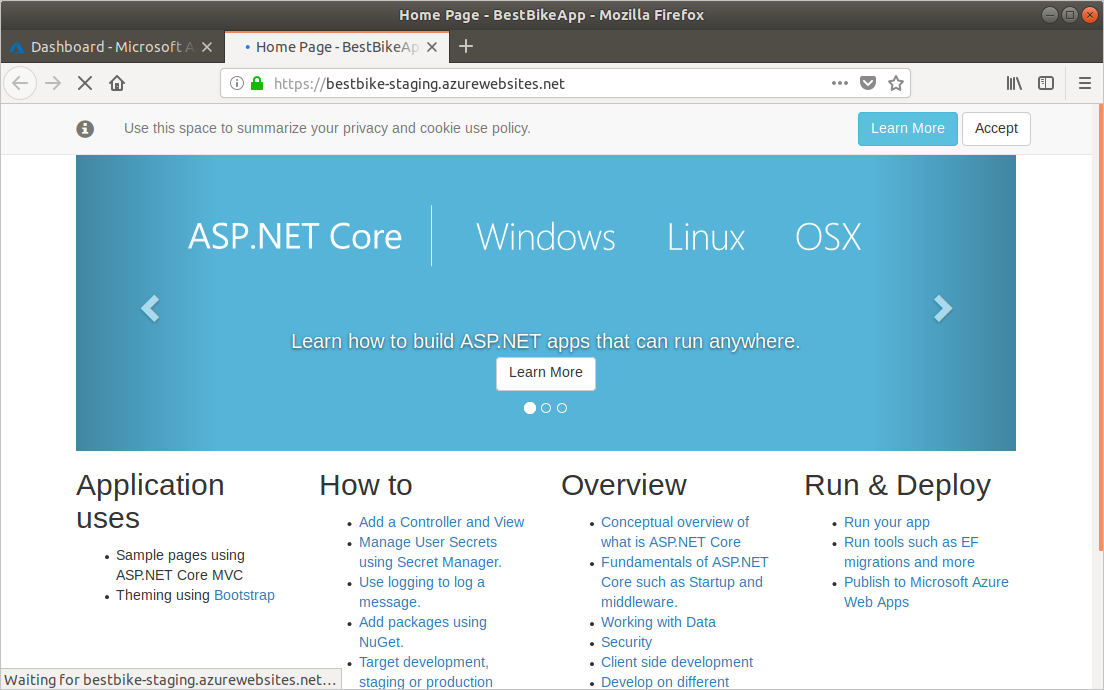 Home Page - BestBikeApp - Mozilla Firefox
Dashboard - Microsoft A
Home Page - BestBikeAp
https://bestbike-staging.azurewebsites.net
Use this space to summarize your privacy and cookie use policy.
Learn More
Accept
ASP.NET Core
Windows
Linux
OSX
Learn how to build ASP.NET apps that can run anywhere.
Learn More
Application
uses
Sample pages using
ASP.NET Core MVC
Theming using Bootstrap
How to
Add a Controller and View
Manage User Secrets
using Secret Manager.
Use logging to log a
message.
Add packages using
NuGet.
Target development,
staging or production
Overview
Conceptual overview of
what is ASP.NET Core
Fundamentals of ASP.NET
Core such as Startup and
middleware.
Working with Data
Security
Client side development
Develop on different
Run & Deploy
Run your app
Run tools such as EF
migrations and more
Publish to Microsoft Azure
Web Apps
Waiting for bestbike-staging.azurewebsites.net…